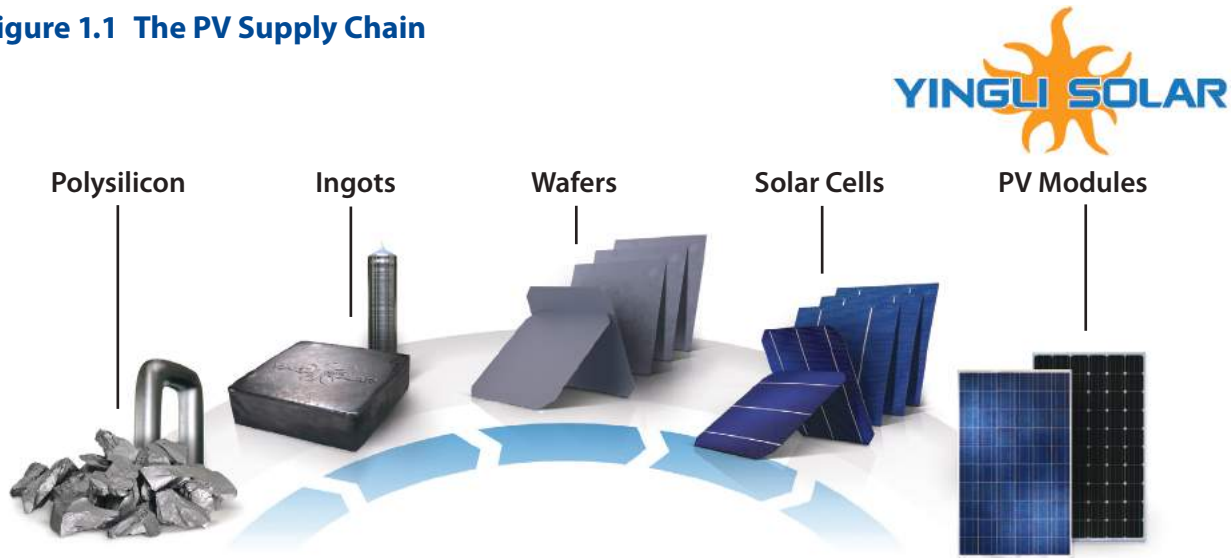 igure 1.1 The PV Supply Chain
YINGLI SOLAR
Polysilicon
Ingots
Wafers
Solar Cells
PV Modules